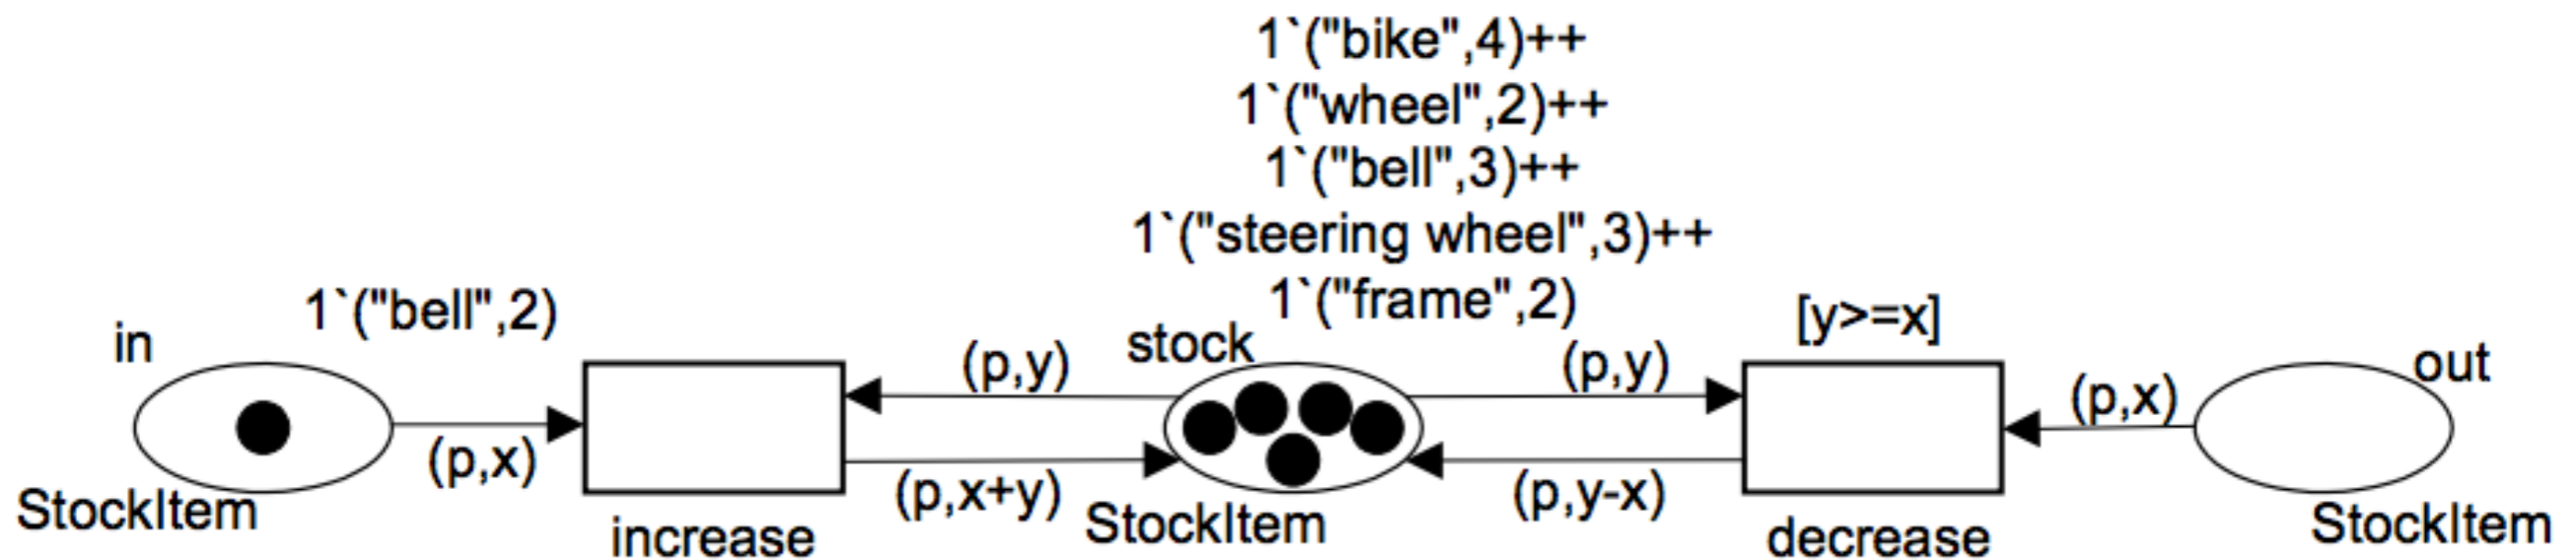 1`("bike",4)++
1`("wheel",2)++
1`("bell",3)++
1`("steering wheel",3)++
1`("frame",2)
1`("bell",2)
[y>=x]
in
stock
out
(p,y)
(p,y)
(p,x)
(p,x)
(p,x+y)
(p,y-x)
StockItem
StockItem
StockItem
increase
decrease